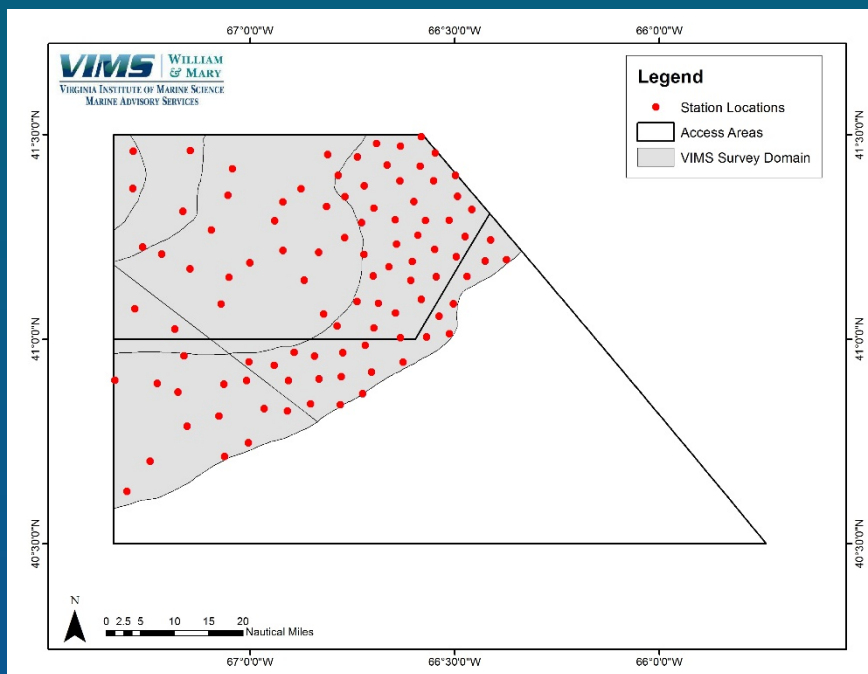 67°0'0"W
66°30'0"W
66°0'0"W
VIMS WILLIAM
& MARY
VIRGINIA INSTITUTE OF MARINE SCIENCE
MARINE ADVISORY SERVICES
Legend
Station Locations
Access Areas
VIMS Survey Domain
41°30'0"N
41°30'0"N
41°0'0"N
41°0'0"N
40°30'0"N
40°30'0"N
N
0 2.5 5 10 15 20
Nautical Miles
67°0'0"W
66°30'0"W
66°0'0"W